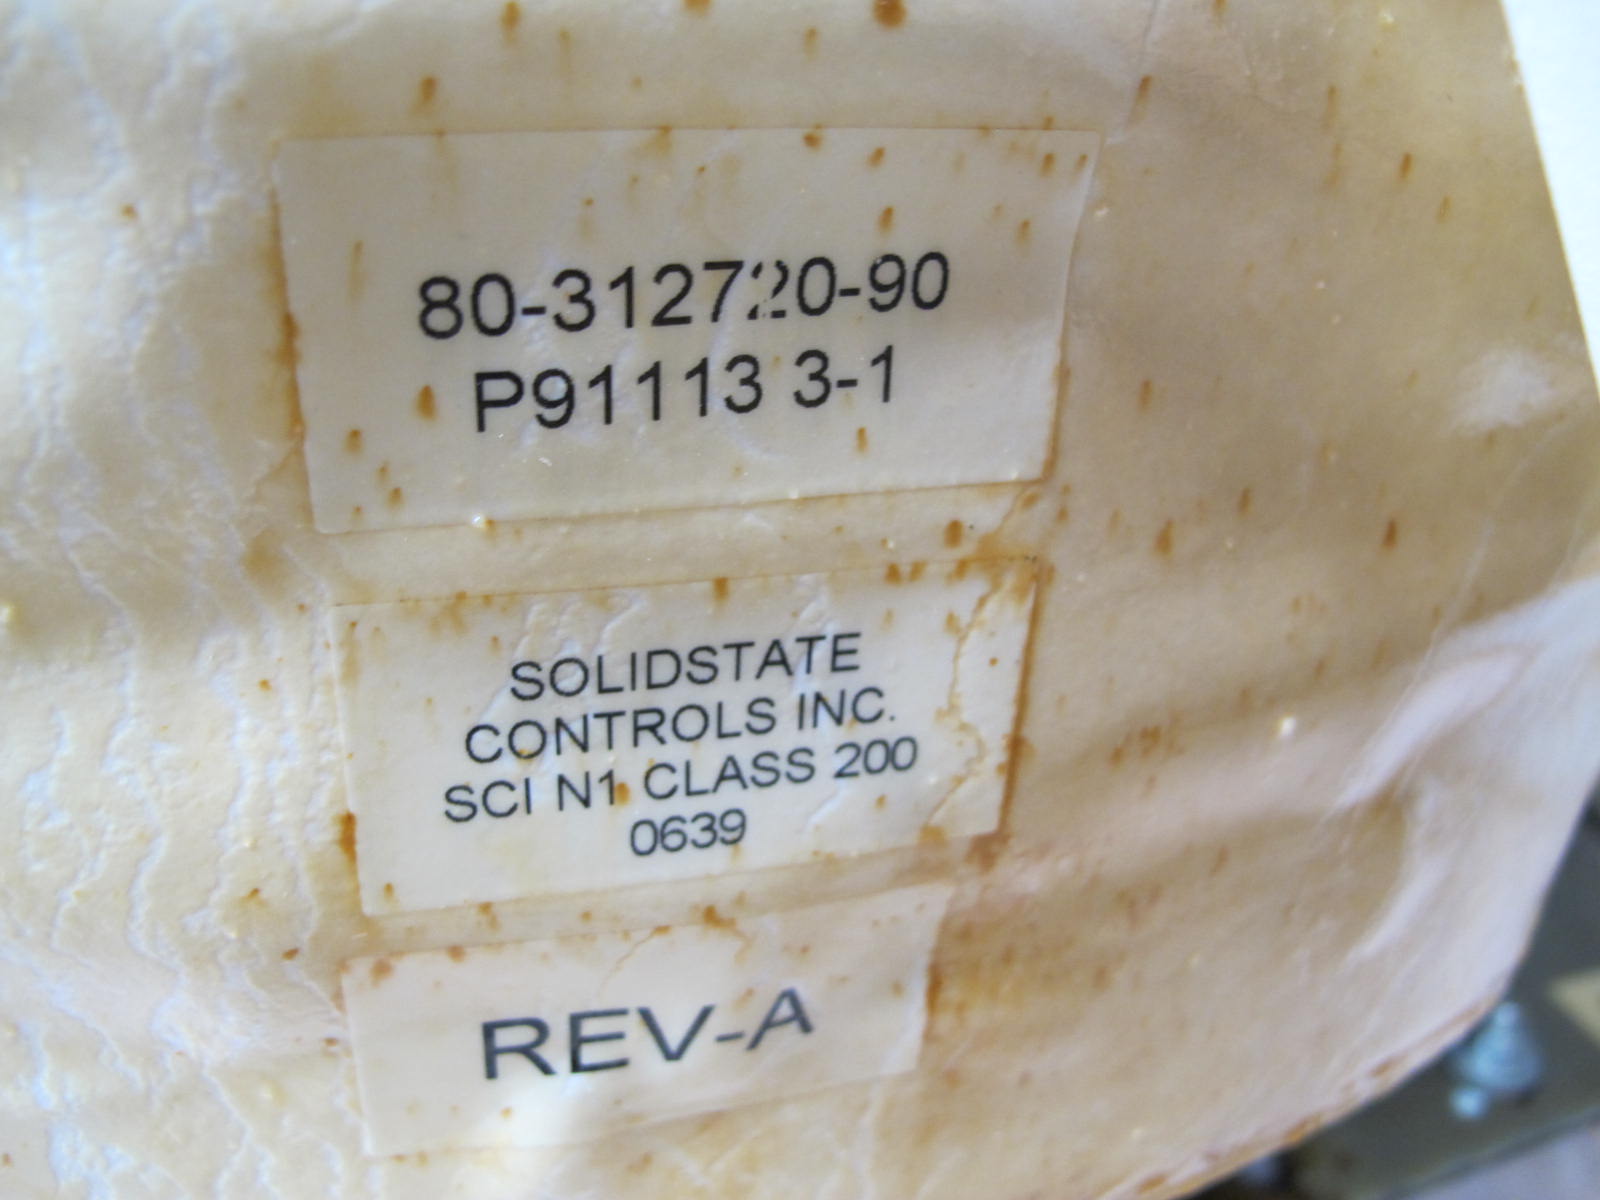 80-312720-90
P91113 3-1
SOLIDSTATE
CONTROLS INC.
SCI N1 CLASS 200
0639
REV-A